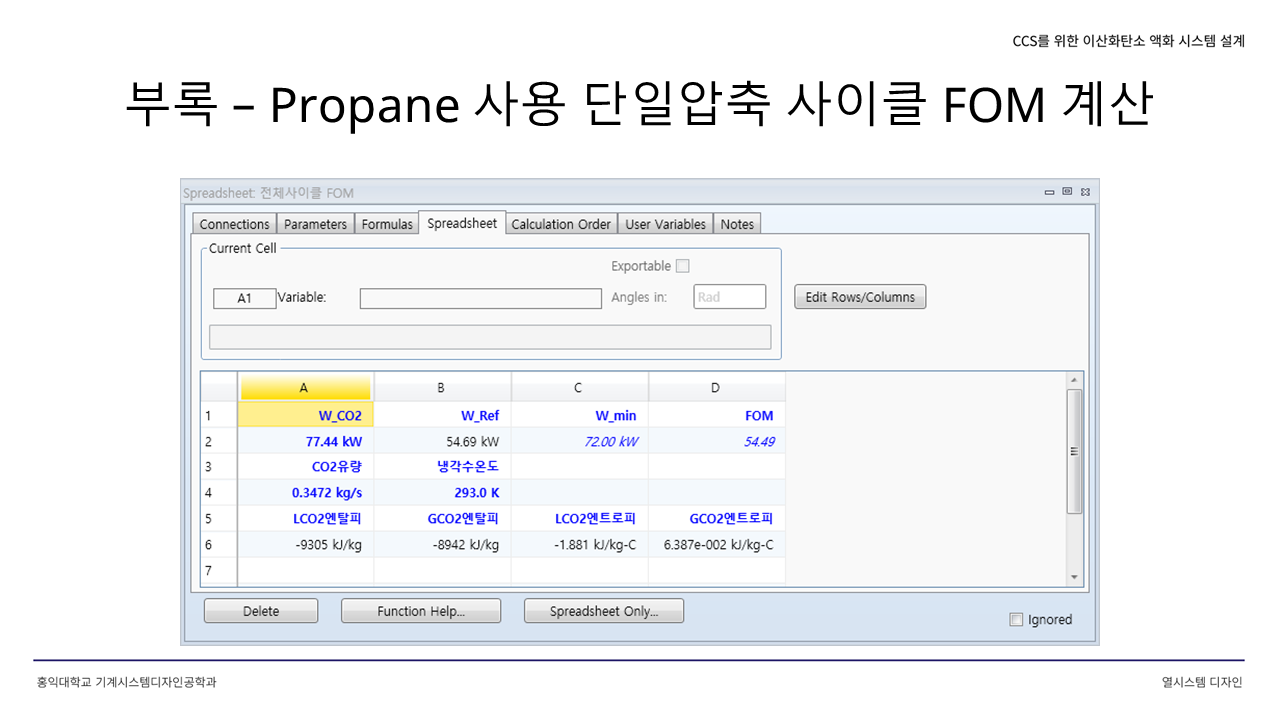 CCS를 위한 이산화탄소 액화 시스템 설계
부록 – Propane 사용 단일압축 사이클 FOM 계산
Spreadsheet: 전체사이클 FOM
Connections Parameters Formulas Spreadsheet Calculation Order User Variables Notes
Current Cell
Exportable
A1 Variable: Angles in: Rad Edit Rows/Columns
A B C D
1 W_CO2 W_Ref W_min FOM
2 77.44 kW 54.69 kW 72.00 kW 54.49
3 CO2유량 냉각수온도
4 0.3472 kg/s 293.0 K
5 LCO2엔탈피 GCO2엔탈피 LCO2엔트로피 GCO2엔트로피
6 -9305 kJ/kg -8942 kJ/kg -1.881 kJ/kg-C 6.387e-002 kJ/kg-C
7
Delete Function Help... Spreadsheet Only... Ignored
홍익대학교 기계시스템디자인공학과 열시스템 디자인